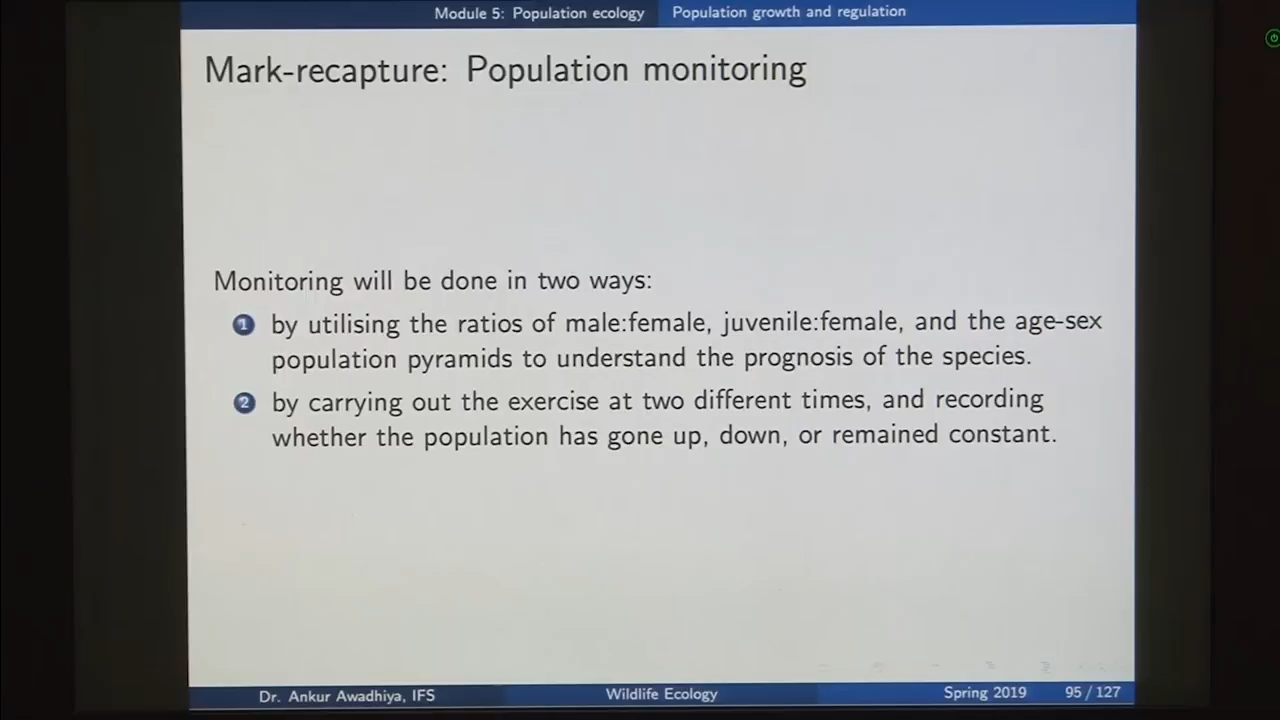 Module 5: Population ecology Population growth and regulation
Mark-recapture: Population monitoring
Monitoring will be done in two ways:
1 by utilising the ratios of male:female, juvenile:female, and the age-sex
population pyramids to understand the prognosis of the species.
2 by carrying out the exercise at two different times, and recording
whether the population has gone up, down, or remained constant.
Dr. Ankur Awadhiya, IFS Wildlife Ecology Spring 2019 95 / 127